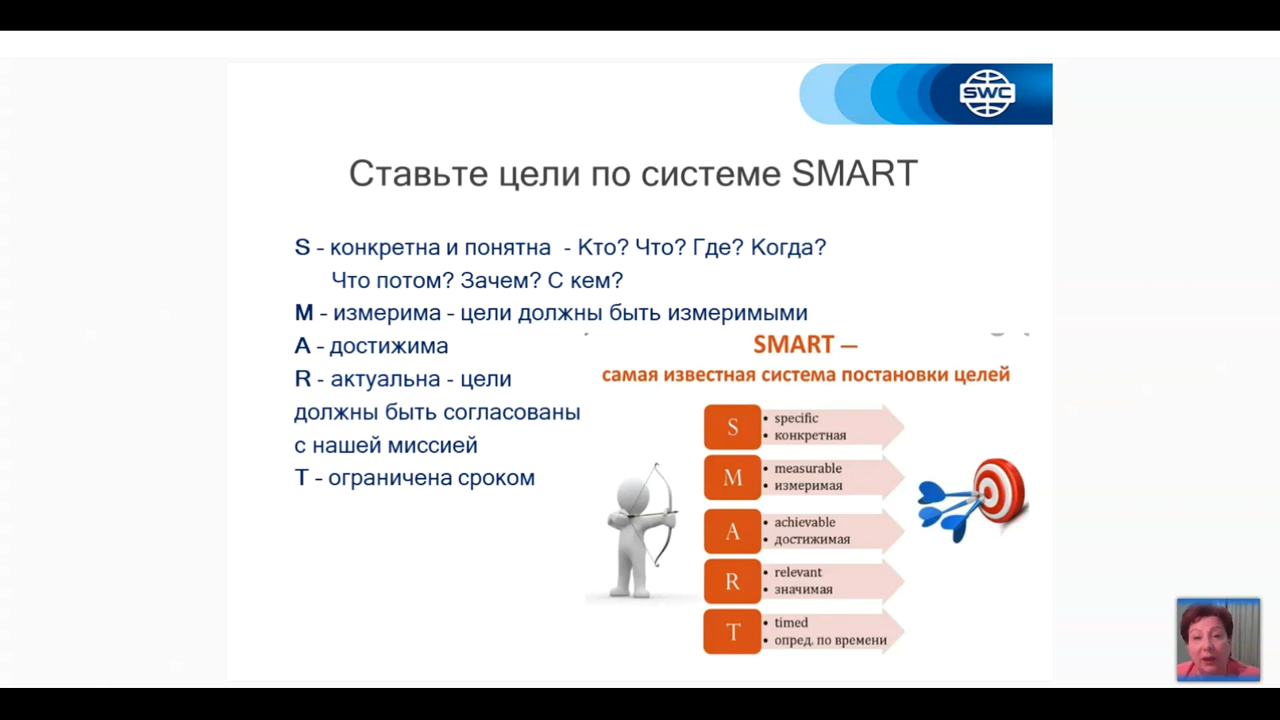 SWC
Ставьте цели по системе SMART
S - конкретна и понятна - Кто? Что? Где? Когда?
Что потом? Зачем? С кем?
M - измерима - цели должны быть измеримыми
A - достижима
R - актуальна - цели
должны быть согласованы
с нашей миссией
T - ограничена сроком
SMART —
самая известная система постановки целей
S
• specific
• конкретная
M
• measurable
• измеримая
A
• achievable
• достижимая
R
• relevant
• значимая
T
• timed
• опред. по времени